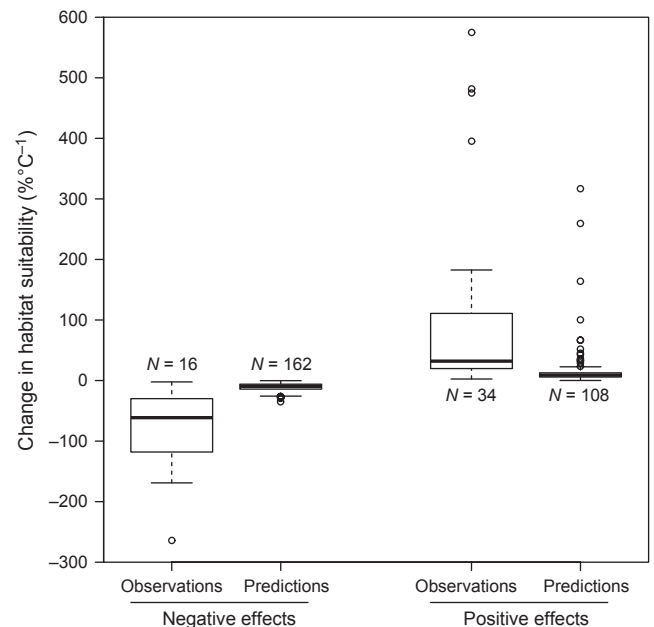 600
500
400
300
200
100
0
–100
–200
–300
Change in habitat suitability (%°C⁻¹)
N = 16
N = 162
N = 34
N = 108
Observations
Predictions
Observations
Predictions
Negative effects
Positive effects